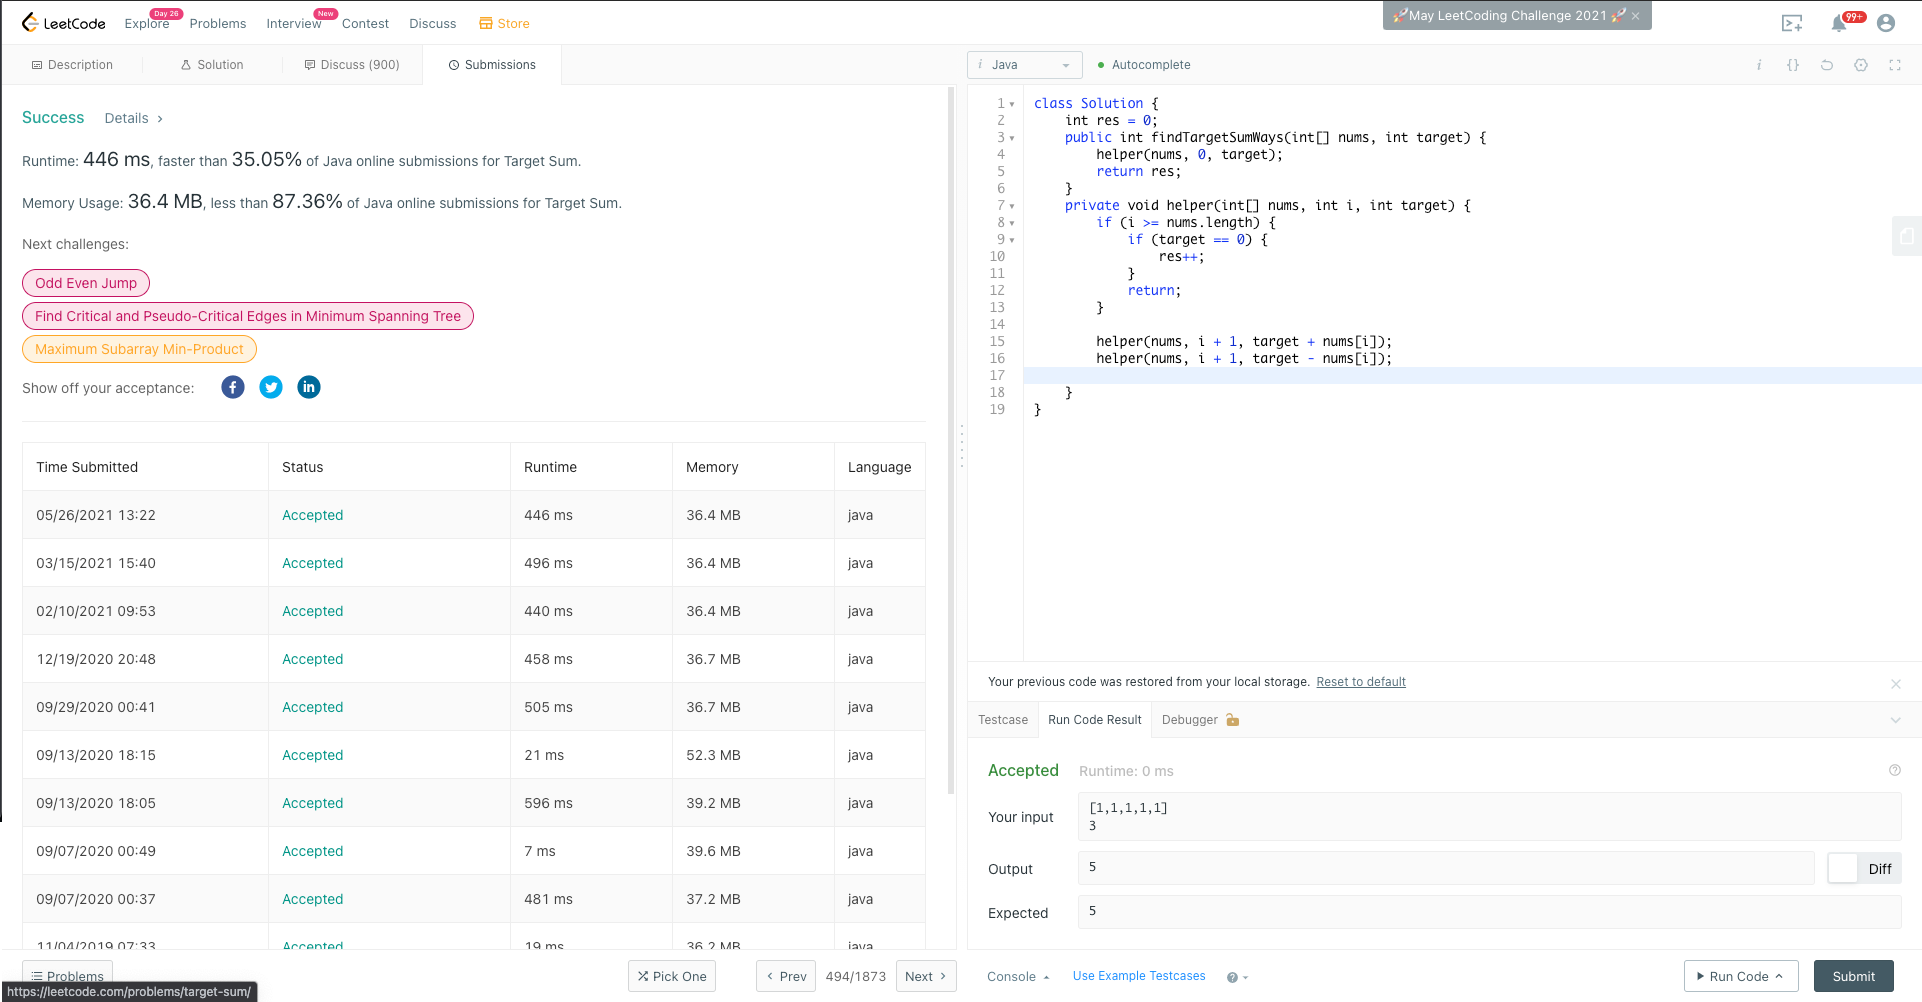 LeetCode
Explore
Day 26
Problems
Interview
New
Contest
Discuss
Store
🚀May LeetCoding Challenge 2021 🚀 ×
99+
Description
Solution
Discuss (900)
Submissions
i Java
Autocomplete
i {}
Success
Details >
Runtime: 446 ms, faster than 35.05% of Java online submissions for Target Sum.
Memory Usage: 36.4 MB, less than 87.36% of Java online submissions for Target Sum.
Next challenges:
Odd Even Jump
Find Critical and Pseudo-Critical Edges in Minimum Spanning Tree
Maximum Subarray Min-Product
Show off your acceptance:
Time Submitted Status Runtime Memory Language
05/26/2021 13:22 Accepted 446 ms 36.4 MB java
03/15/2021 15:40 Accepted 496 ms 36.4 MB java
02/10/2021 09:53 Accepted 440 ms 36.4 MB java
12/19/2020 20:48 Accepted 458 ms 36.7 MB java
09/29/2020 00:41 Accepted 505 ms 36.7 MB java
09/13/2020 18:15 Accepted 21 ms 52.3 MB java
09/13/2020 18:05 Accepted 596 ms 39.2 MB java
09/07/2020 00:49 Accepted 7 ms 39.6 MB java
09/07/2020 00:37 Accepted 481 ms 37.2 MB java
11/04/2019 07:33 Accepted 19 ms 36.2 MB java
Problems
Pick One
< Prev
494/1873
Next >
https://leetcode.com/problems/target-sum/
1 class Solution {
2     int res = 0;
3     public int findTargetSumWays(int[] nums, int target) {
4         helper(nums, 0, target);
5         return res;
6     }
7     private void helper(int[] nums, int i, int target) {
8         if (i >= nums.length) {
9             if (target == 0) {
10                 res++;
11             }
12             return;
13         }
14
15         helper(nums, i + 1, target + nums[i]);
16         helper(nums, i + 1, target - nums[i]);
17
18     }
19 }
Your previous code was restored from your local storage. Reset to default
Testcase
Run Code Result
Debugger
Accepted
Runtime: 0 ms
Your input
[1,1,1,1,1]
3
Output
5
Diff
Expected
5
Console
Use Example Testcases
Run Code
Submit